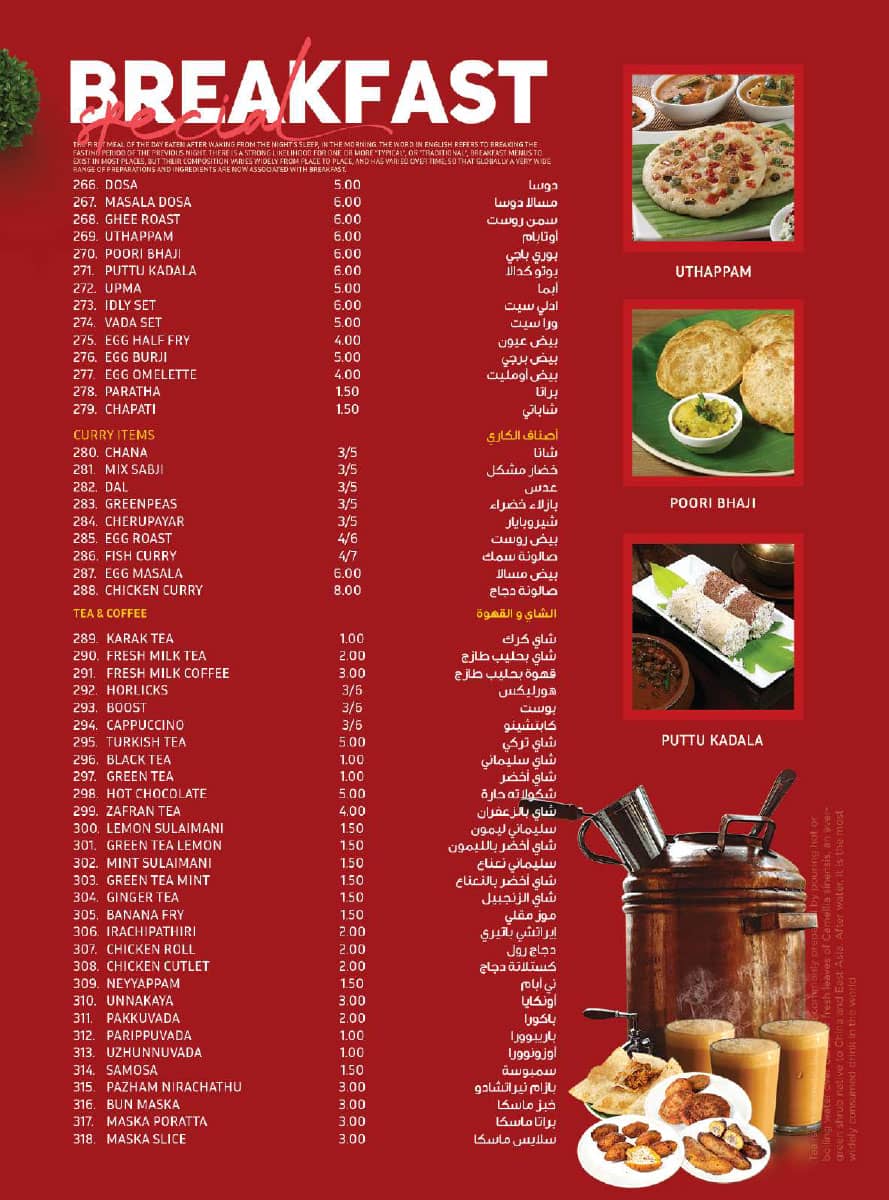 BREAKFAST
special
THE FIRST MEAL OF THE DAY EATEN AFTER WAKING FROM THE NIGHT'S SLEEP, IN THE MORNING. THE WORD IN ENGLISH REFERS TO BREAKING THE
FASTING PERIOD OF THE PREVIOUS NIGHT. THERE IS A STRONG LIKELIHOOD FOR ONE OR MORE "TYPICAL", OR "TRADITIONAL", BREAKFAST MENUS TO
EXIST IN MOST PLACES, BUT THEIR COMPOSITION VARIES WIDELY FROM PLACE TO PLACE, AND HAS VARIED OVER TIME, SO THAT GLOBALLY A VERY WIDE
RANGE OF PREPARATIONS AND INGREDIENTS ARE NOW ASSOCIATED WITH BREAKFAST.
266. DOSA 5.00 دوسا
267. MASALA DOSA 6.00 مسالا دوسا
268. GHEE ROAST 6.00 سمن روست
269. UTHAPPAM 6.00 أوتابام
270. POORI BHAJI 6.00 بوري باجي
271. PUTTU KADALA 6.00 بوتو كدالا
272. UPMA 5.00 أبما
273. IDLY SET 6.00 ادلي سيت
274. VADA SET 5.00 ورا سيت
275. EGG HALF FRY 4.00 بيض عيون
276. EGG BURJI 5.00 بيض برجي
277. EGG OMELETTE 4.00 بيض أومليت
278. PARATHA 1.50 براتا
279. CHAPATI 1.50 شاباتي
CURRY ITEMS أصناف الكاري
280. CHANA 3/5 شانا
281. MIX SABJI 3/5 خضار مشكل
282. DAL 3/5 عدس
283. GREENPEAS 3/5 بازلاء خضراء
284. CHERUPAYAR 3/5 شيروبايار
285. EGG ROAST 4/6 بيض روست
286. FISH CURRY 4/7 صالونة سمك
287. EGG MASALA 6.00 بيض مسالا
288. CHICKEN CURRY 8.00 صالونة دجاج
TEA & COFFEE الشاي و القهوة
289. KARAK TEA 1.00 شاي كرك
290. FRESH MILK TEA 2.00 شاي بحليب طازج
291. FRESH MILK COFFEE 3.00 قهوة بحليب طازج
292. HORLICKS 3/6 هورليكس
293. BOOST 3/6 بوست
294. CAPPUCCINO 3/6 كابتشينو
295. TURKISH TEA 5.00 شاي تركي
296. BLACK TEA 1.00 شاي سليماني
297. GREEN TEA 1.00 شاي أخضر
298. HOT CHOCOLATE 5.00 شكولاته حارة
299. ZAFRAN TEA 4.00 شاي بالزعفران
300. LEMON SULAIMANI 1.50 سليماني ليمون
301. GREEN TEA LEMON 1.50 شاي أخضر بالليمون
302. MINT SULAIMANI 1.50 سليماني نعناع
303. GREEN TEA MINT 1.50 شاي أخضر بالنعناع
304. GINGER TEA 1.50 شاي الزنجبيل
305. BANANA FRY 1.50 موز مقلي
306. IRACHIPATHIRI 2.00 إيراتشي باتيري
307. CHICKEN ROLL 2.00 دجاج رول
308. CHICKEN CUTLET 2.00 كستلاتة دجاج
309. NEYYAPPAM 1.50 ني أبام
310. UNNAKAYA 3.00 أونكايا
311. PAKKUVADA 2.00 باكورا
312. PARIPPUVADA 1.00 باريبوورا
313. UZHUNNUVADA 1.00 أوزونوورا
314. SAMOSA 1.50 سمبوسة
315. PAZHAM NIRACHATHU 3.00 بازام نيراتشادو
316. BUN MASKA 3.00 خبز ماسكا
317. MASKA PORATTA 3.00 براتا ماسكا
318. MASKA SLICE 3.00 سلايس ماسكا
UTHAPPAM
POORI BHAJI
PUTTU KADALA
by pouring hot or
boiling water fresh leaves of Camellia sinensis, an ever-
green shrub native to China and East Asia. After water, it is the most
widely consumed drink in the world